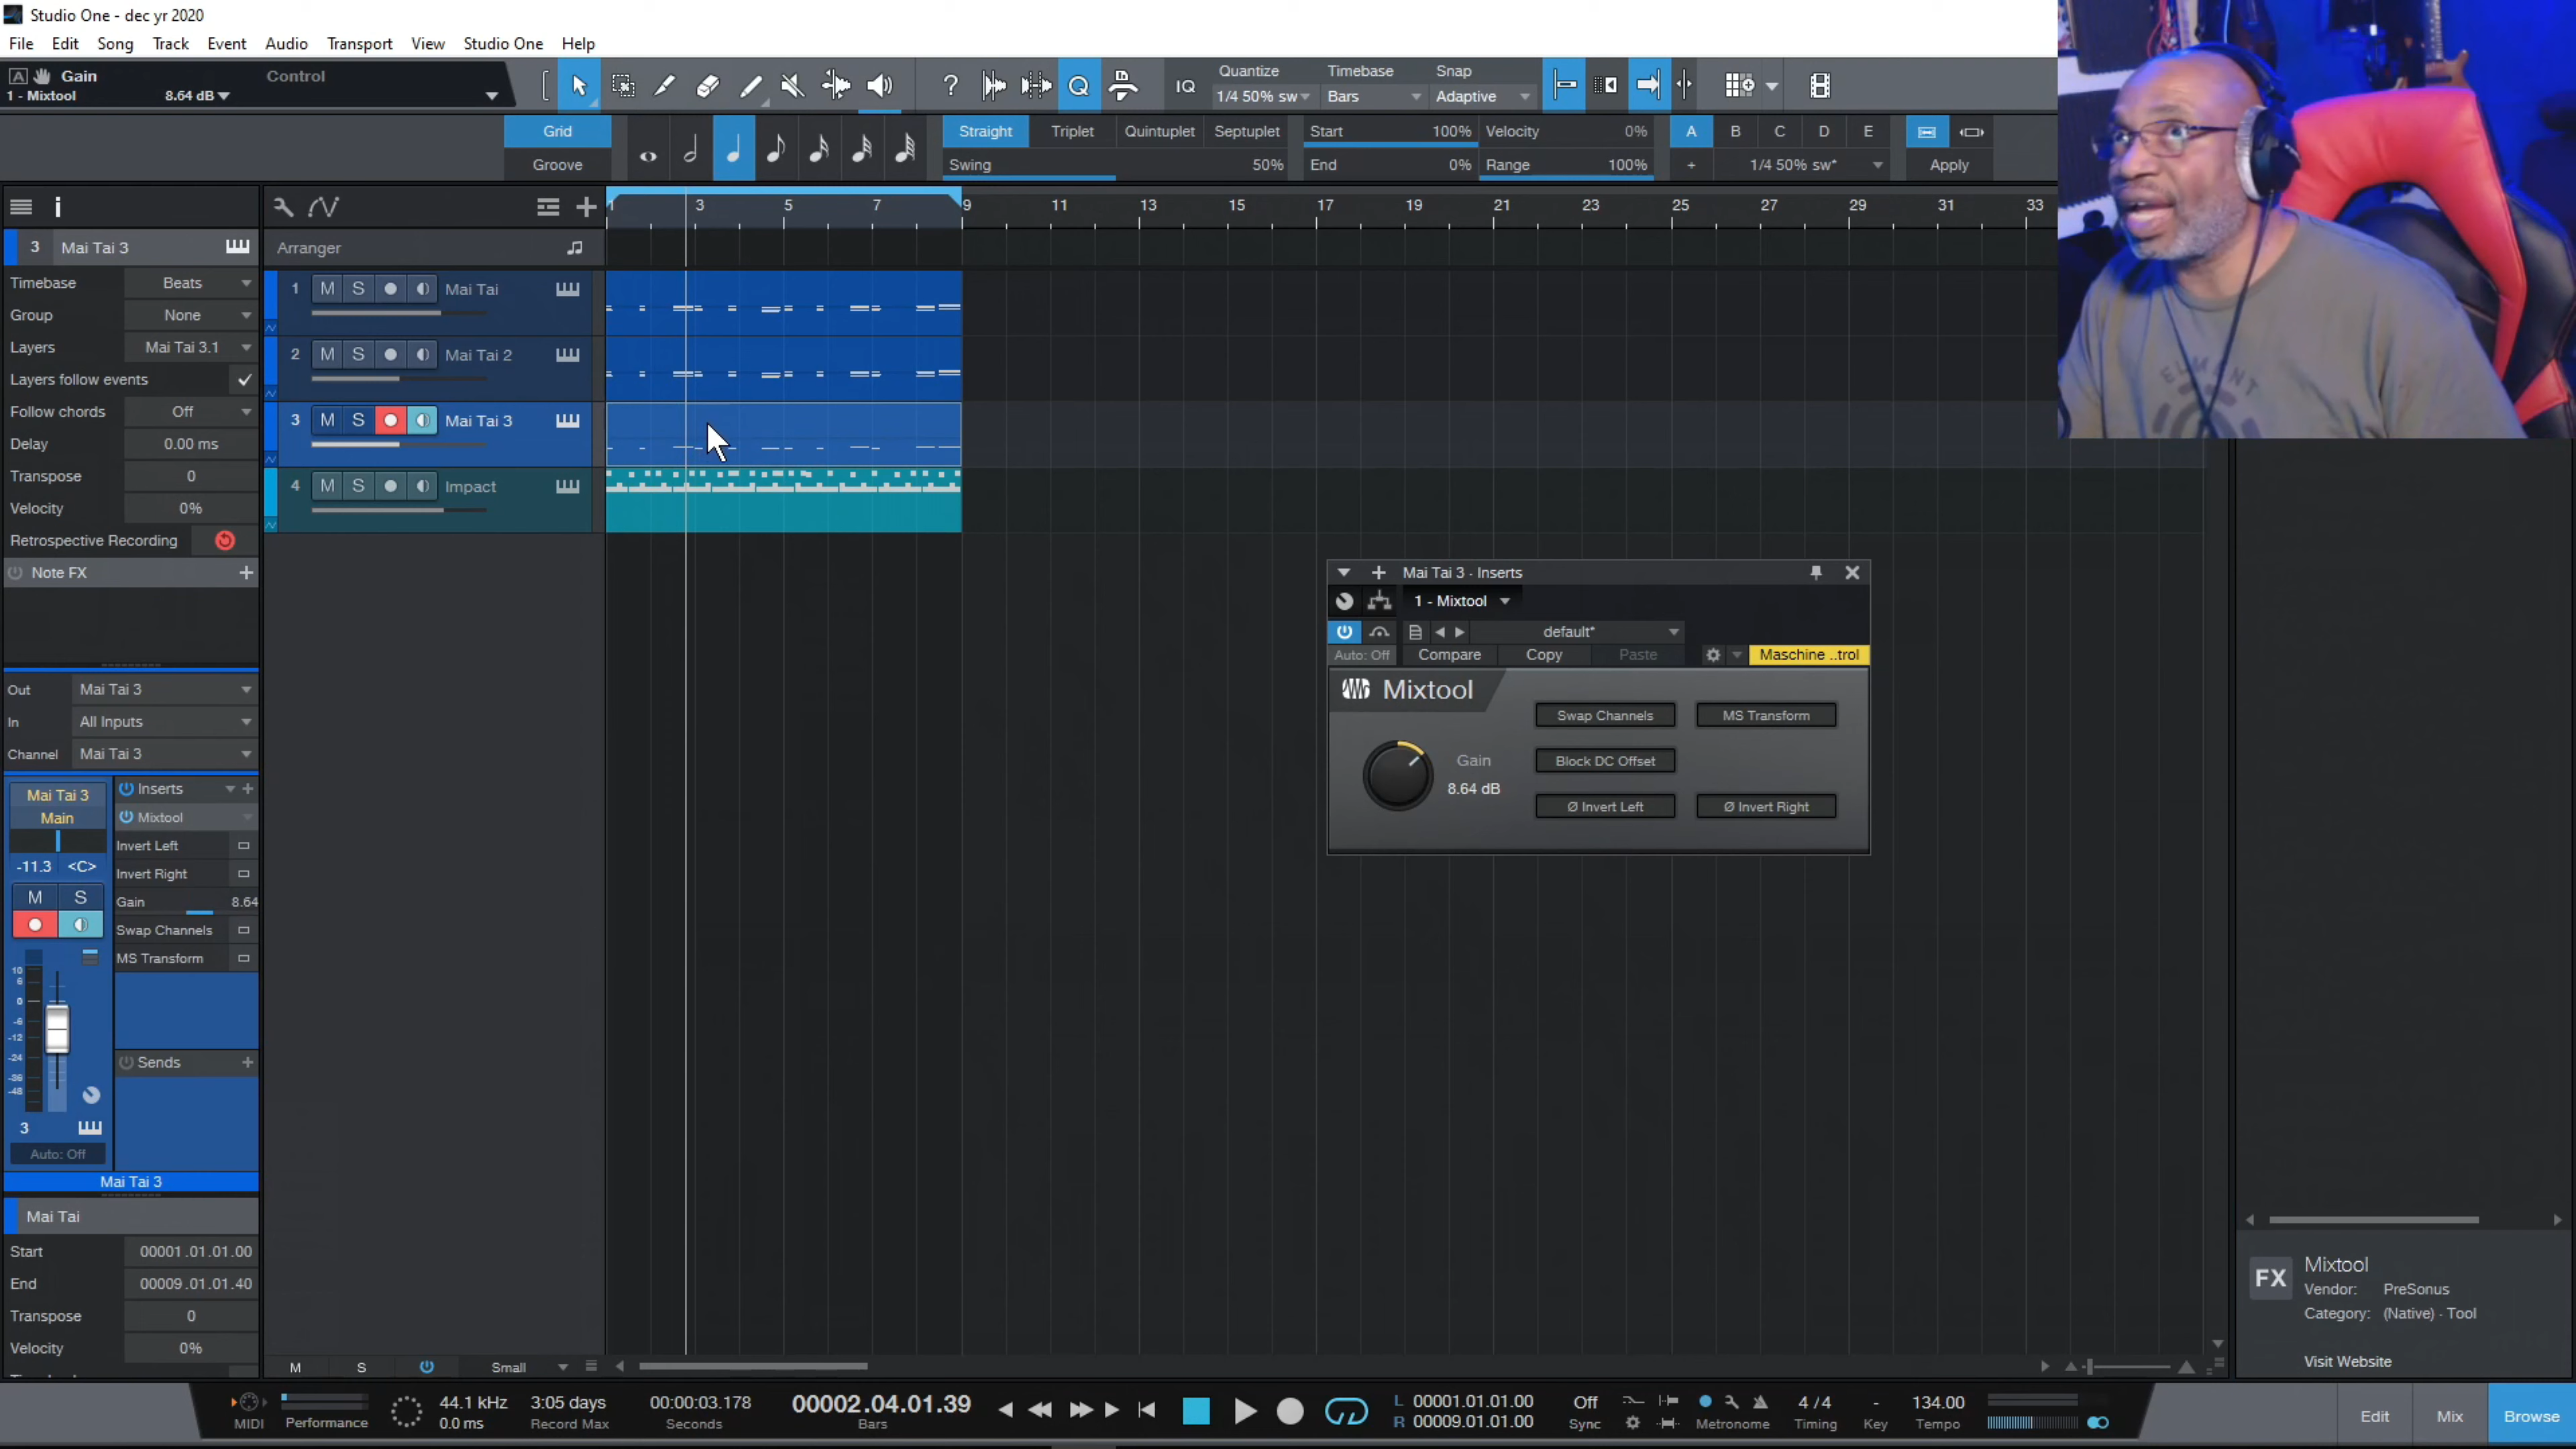 Studio One - dec yr 2020
File Edit Song Track Event Audio Transport View Studio One Help
A Gain Control
1 - Mixtool 8.64 dB
? Q IQ
Quantize Timebase Snap
1/4 50% sw Bars Adaptive
Grid
Groove
Straight Triplet Quintuplet Septuplet
Swing 50%
Start 100% Velocity 0%
End 0% Range 100%
A B C D E
+ 1/4 50% sw* Apply
i
1 3 5 7 9 11 13 15 17 19 21 23 25 27 29 31 33
3 Mai Tai 3
Timebase Beats
Group None
Layers Mai Tai 3.1
Layers follow events
Follow chords Off
Delay 0.00 ms
Transpose 0
Velocity 0%
Retrospective Recording
Note FX +
Arranger
1 M S Mai Tai
2 M S Mai Tai 2
3 M S Mai Tai 3
4 M S Impact
Out Mai Tai 3
In All Inputs
Channel Mai Tai 3
Mai Tai 3
Main
-11.3 <C>
M S
10
6
0
-6
-12
-24
-36
-48
3
Auto: Off
Inserts +
Mixtool
Invert Left
Invert Right
Gain 8.64
Swap Channels
MS Transform
Sends +
Mai Tai 3
Mai Tai
Start 00001.01.01.00
End 00009.01.01.40
Transpose 0
Velocity 0%
Mai Tai 3 - Inserts
1 - Mixtool
default*
Auto: Off Compare Copy Paste Maschine ..trol
Mixtool
Gain
8.64 dB
Swap Channels MS Transform
Block DC Offset
Ø Invert Left Ø Invert Right
ELMONT
FX
Mixtool
Vendor: PreSonus
Category: (Native) - Tool
Visit Website
M S Small
MIDI
Performance
44.1 kHz
0.0 ms
3:05 days
Record Max
00:00:03.178
Seconds
00002.04.01.39
Bars
L 00001.01.01.00
R 00009.01.01.00
Off
Sync
Metronome
4 / 4
Timing
-
Key
134.00
Tempo
Edit Mix Browse